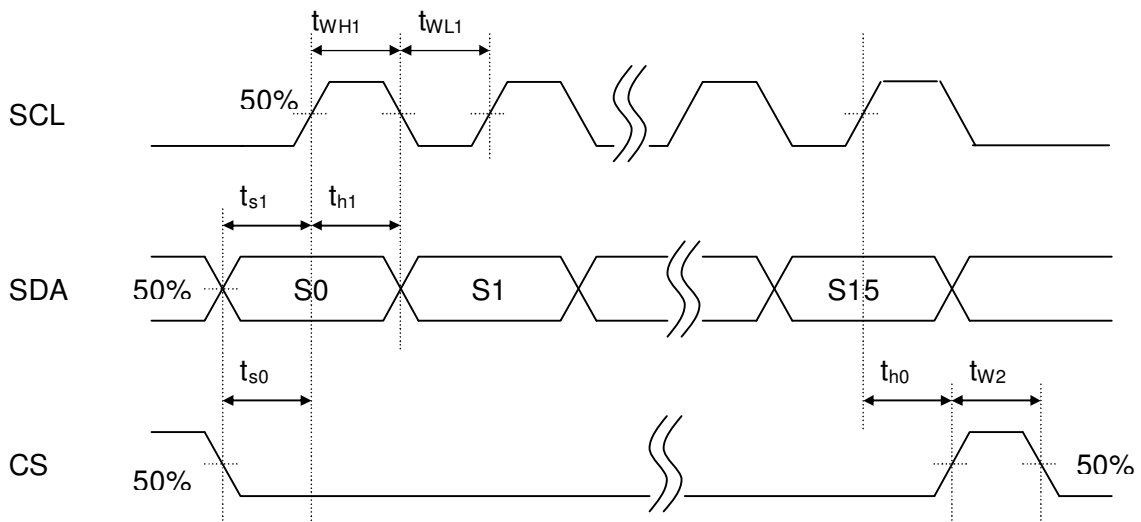 tWH1 tWL1
50%
SCL
ts1 th1
SDA 50% S0 S1 S15
ts0 th0 tW2
CS 50% 50%